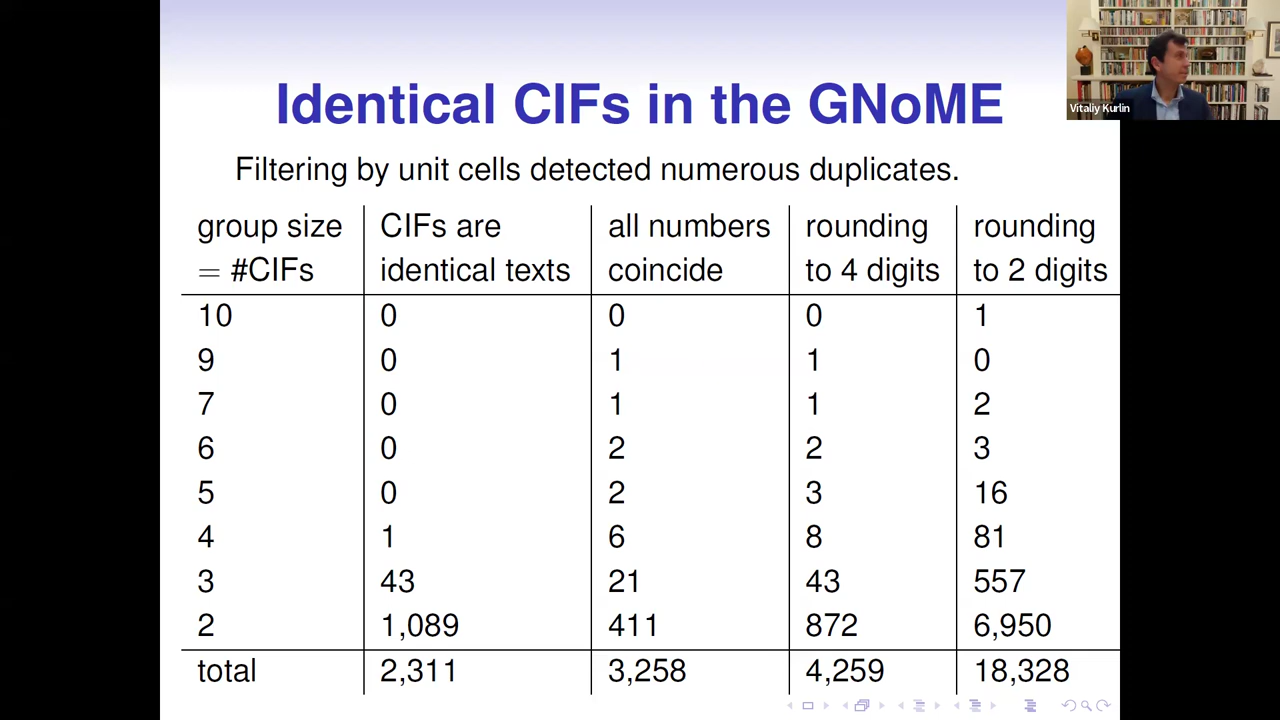 Identical CIFs in the GNoME
Vitaliy Kurlin
Filtering by unit cells detected numerous duplicates.
group size CIFs are all numbers rounding rounding
= #CIFs identical texts coincide to 4 digits to 2 digits
10 0 0 0 1
9 0 1 1 0
7 0 1 1 2
6 0 2 2 3
5 0 2 3 16
4 1 6 8 81
3 43 21 43 557
2 1,089 411 872 6,950
total 2,311 3,258 4,259 18,328